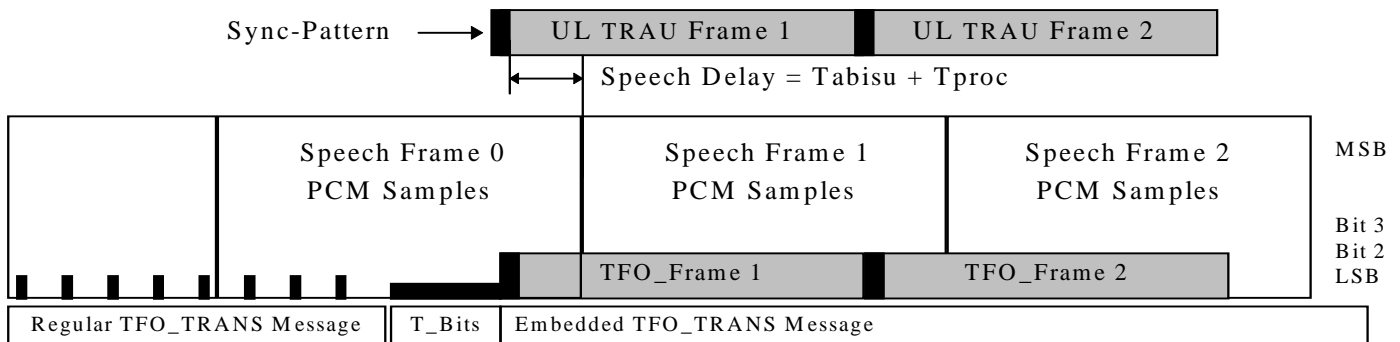 Sync-Pattern
UL TRAU Frame 1
UL TRAU Frame 2
Speech Delay = Tabisu + Tproc
Speech Frame 0
PCM Samples
Speech Frame 1
PCM Samples
Speech Frame 2
PCM Samples
MSB
Bit 3
Bit 2
LSB
TFO_Frame 1
TFO_Frame 2
Regular TFO_TRANS Message
T_Bits
Embedded TFO_TRANS Message